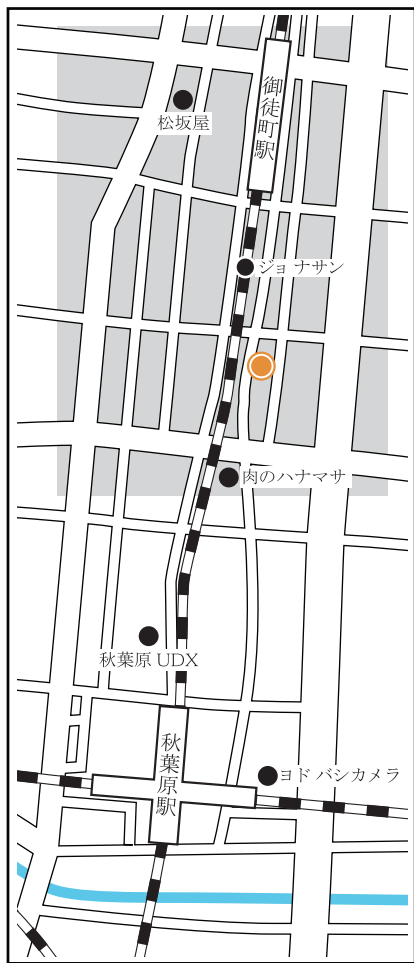 御徒町駅
松坂屋
ジョナサン
肉のハナマサ
秋葉原 UDX
秋葉原駅
ヨドバシカメラ